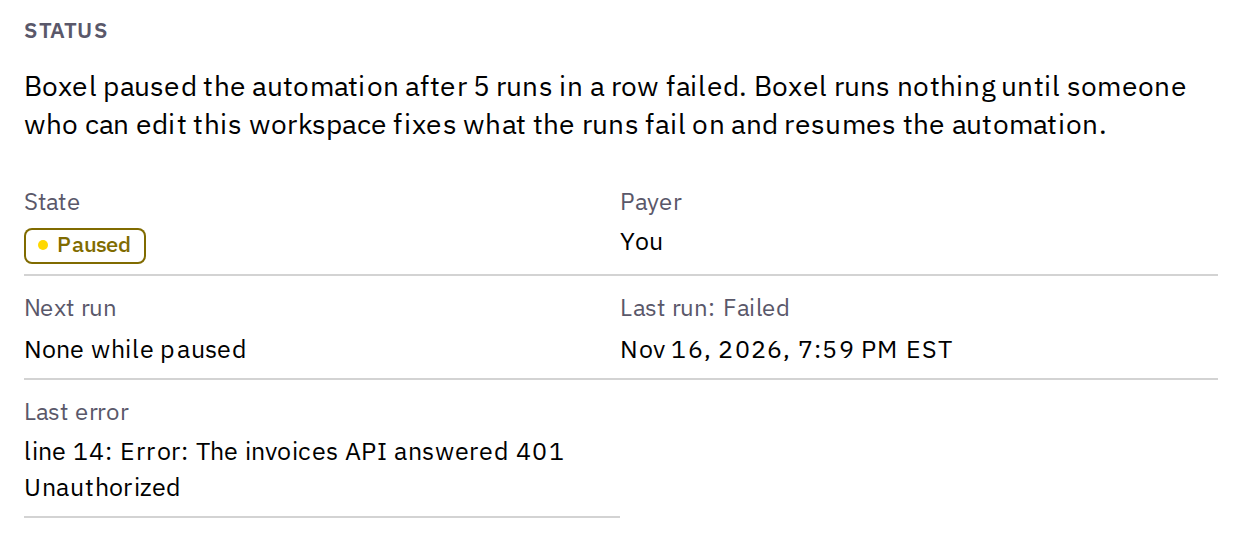 STATUS
Boxel paused the automation after 5 runs in a row failed. Boxel runs nothing until someone
who can edit this workspace fixes what the runs fail on and resumes the automation.
State
Payer
Paused
You
Next run
Last run: Failed
None while paused
Nov 16, 2026, 7:59 PM EST
Last error
line 14: Error: The invoices API answered 401
Unauthorized